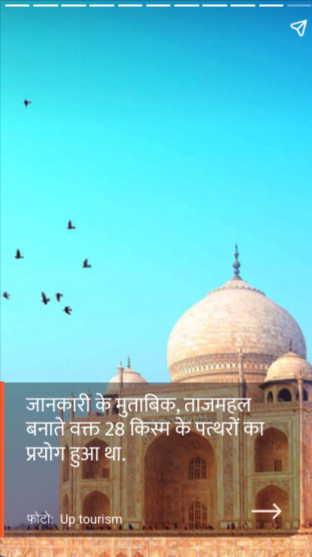 जानकारी के मुताबिक, ताजमहल
बनाते वक्त 28 किस्म के पत्थरों का
प्रयोग हुआ था.
फोटो: Up tourism